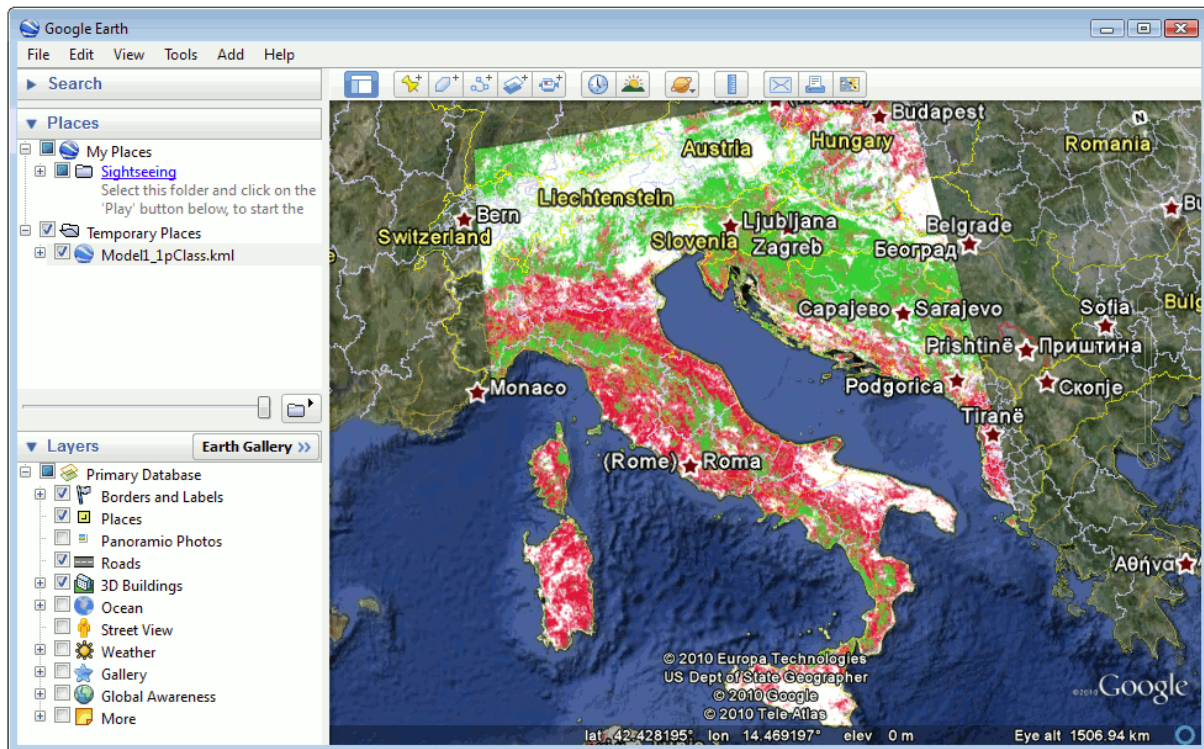 Google Earth
File Edit View Tools Add Help
Search
Places
My Places
Sightseeing
Select this folder and click on the
'Play' button below, to start the
Temporary Places
Model1_1pClass.kml
Layers
Earth Gallery >>
Primary Database
Borders and Labels
Places
Panoramio Photos
Roads
3D Buildings
Ocean
Street View
Weather
Gallery
Global Awareness
More
Budapest
N
Austria
Hungary
Romania
Liechtenstein
Bern
Switzerland
Ljubljana
Slovenia
Zagreb
Belgrade
Београд
Сарајево Sarajevo
Sofia
Bulg
Prishtinë Приштина
Monaco
Podgorica
Скопје
Tiranë
(Rome) Roma
Αθήνα
© 2010 Europa Technologies
US Dept of State Geographer
© 2010 Google
© 2010 Tele Atlas
©2010 Google
lat 42.428195° lon 14.469197° elev 0 m
Eye alt 1506.94 km